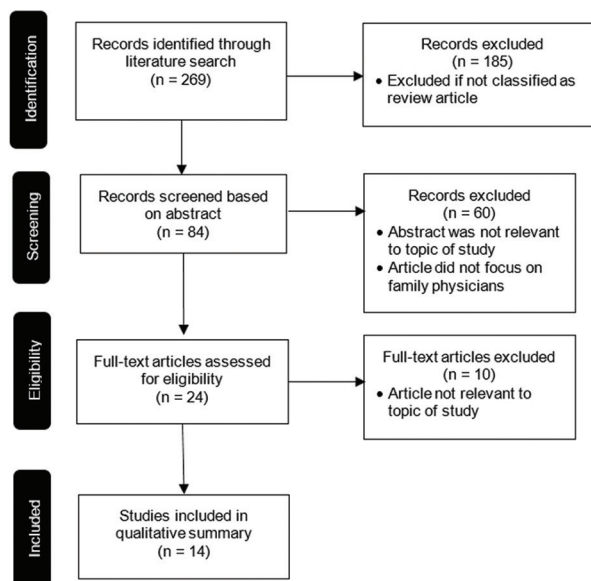 Identification
Records identified through
literature search
(n = 269)
Records excluded
(n = 185)
• Excluded if not classified as
review article
Screening
Records screened based
on abstract
(n = 84)
Records excluded
(n = 60)
• Abstract was not relevant
to topic of study
• Article did not focus on
family physicians
Eligibility
Full-text articles assessed
for eligibility
(n = 24)
Full-text articles excluded
(n = 10)
• Article not relevant to
topic of study
Included
Studies included in
qualitative summary
(n = 14)